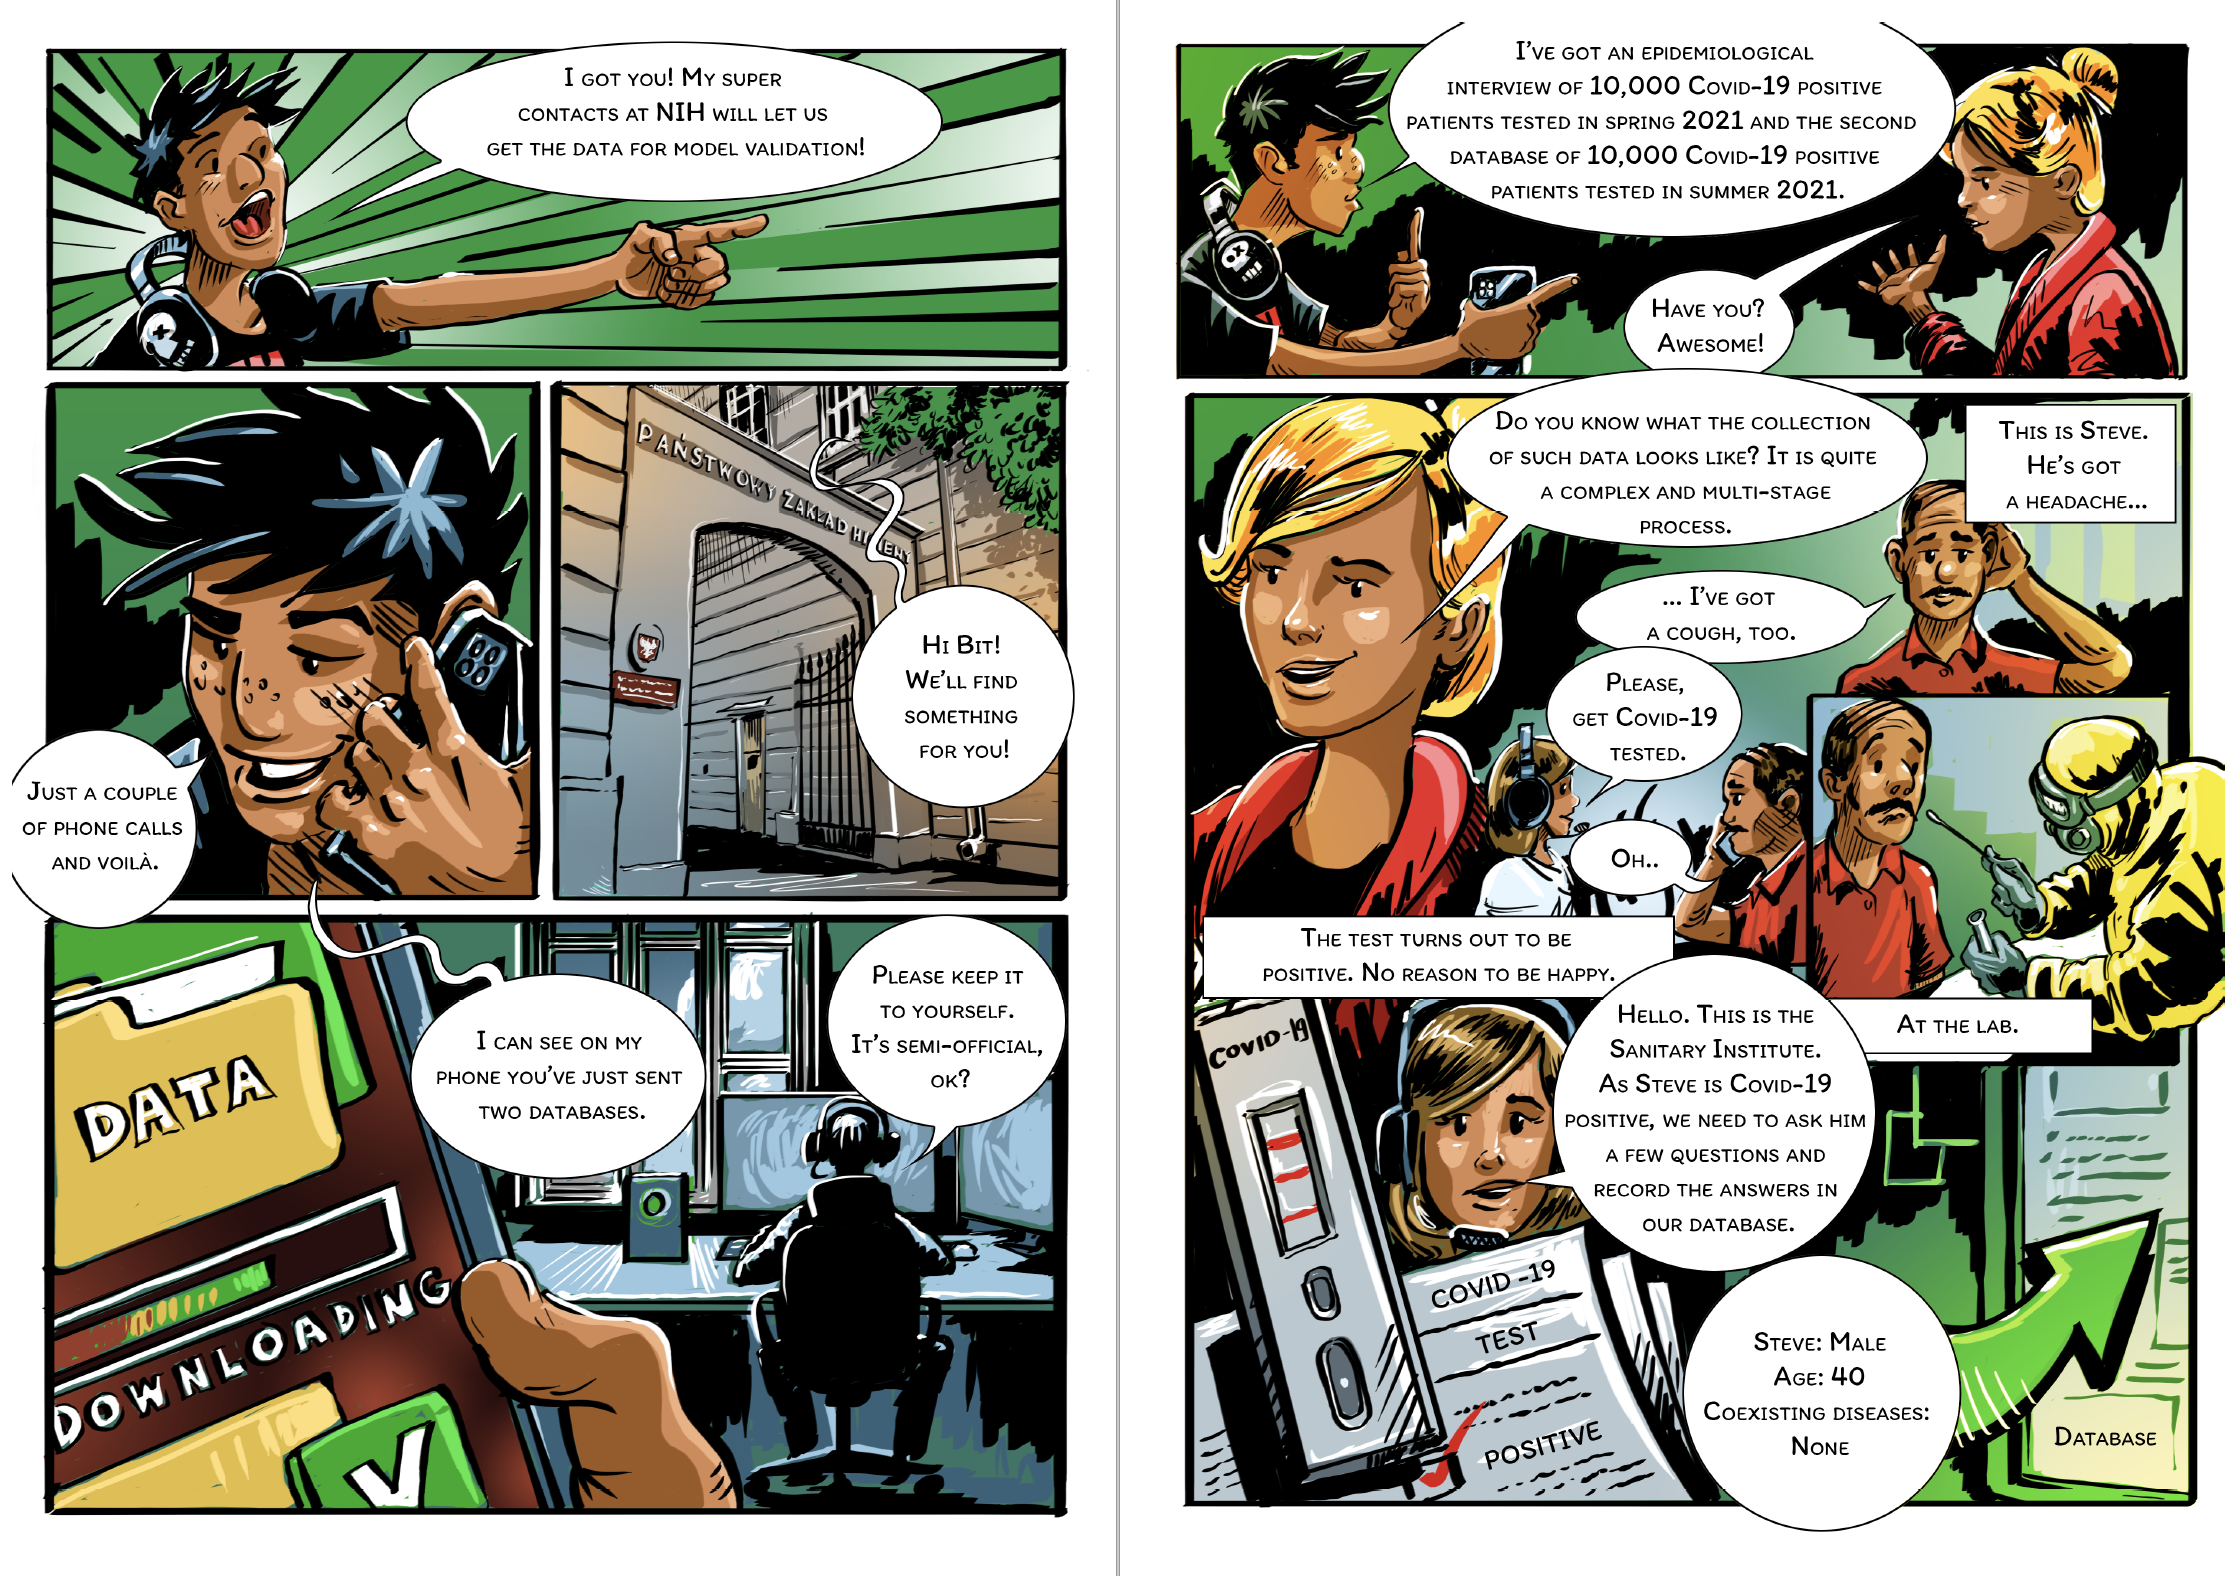 I got you! My super
contacts at NIH will let us
get the data for model validation!
Just a couple
of phone calls
and voilà.
PAŃSTWOWY ZAKŁAD HIGIENY
Hi Bit!
We'll find
something
for you!
DATA
DOWNLOADING
I can see on my
phone you've just sent
two databases.
Please keep it
to yourself.
It's semi-official,
ok?
I've got an epidemiological
interview of 10,000 Covid-19 positive
patients tested in spring 2021 and the second
database of 10,000 Covid-19 positive
patients tested in summer 2021.
Have you?
Awesome!
Do you know what the collection
of such data looks like? It is quite
a complex and multi-stage
process.
This is Steve.
He's got
a headache...
... I've got
a cough, too.
Please,
get Covid-19
tested.
Oh..
At the lab.
The test turns out to be
positive. No reason to be happy.
Covid-19
Hello. This is the
Sanitary Institute.
As Steve is Covid-19
positive, we need to ask him
a few questions and
record the answers in
our database.
COVID -19
TEST
POSITIVE
Steve: Male
Age: 40
Coexisting diseases:
None
Database